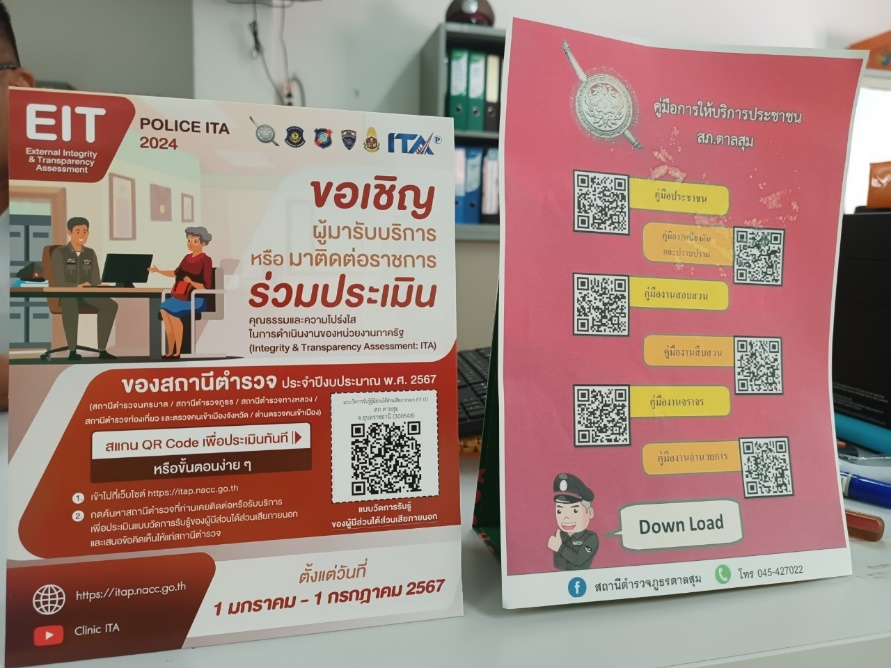 EIT
External Integrity
& Transparency
Assessment
POLICE ITA
2024
ITA
ขอเชิญ
ผู้มารับบริการ
หรือ มาติดต่อราชการ
ร่วมประเมิน
คุณธรรมและความโปร่งใส
ในการดำเนินงานของหน่วยงานภาครัฐ
(Integrity & Transparency Assessment: ITA)
ของสถานีตำรวจ ประจำปีงบประมาณ พ.ศ. 2567
(สถานีตำรวจนครบาล / สถานีตำรวจภูธร / สถานีตำรวจทางหลวง /
สถานีตำรวจท่องเที่ยว และตรวจคนเข้าเมืองจังหวัด / ด่านตรวจคนเข้าเมือง)
สแกน QR Code เพื่อประเมินทันที
หรือขั้นตอนง่าย ๆ
1 เข้าไปที่เว็บไซต์ https://itap.nacc.go.th
2 กดค้นหาสถานีตำรวจที่ท่านเคยติดต่อหรือรับบริการ
เพื่อประเมินแบบวัดการรับรู้ของผู้มีส่วนได้ส่วนเสียภายนอก
และเสนอข้อคิดเห็นให้แก่สถานีตำรวจ
สภ.ตาลสุม
แบบวัดการรับรู้
ของผู้มีส่วนได้ส่วนเสียภายนอก
https://itap.nacc.go.th
Clinic ITA
ตั้งแต่วันที่
1 มกราคม - 1 กรกฎาคม 2567
คู่มือการให้บริการประชาชน
สภ.ตาลสุม
คู่มือประชาชน
คู่มืองานป้องกัน
และปราบปราม
คู่มืองานสอบสวน
คู่มืองานสืบสวน
คู่มืองานจราจร
คู่มืองานอำนวยการ
Down Load
สถานีตำรวจภูธรตาลสุม
โทร 045-427022